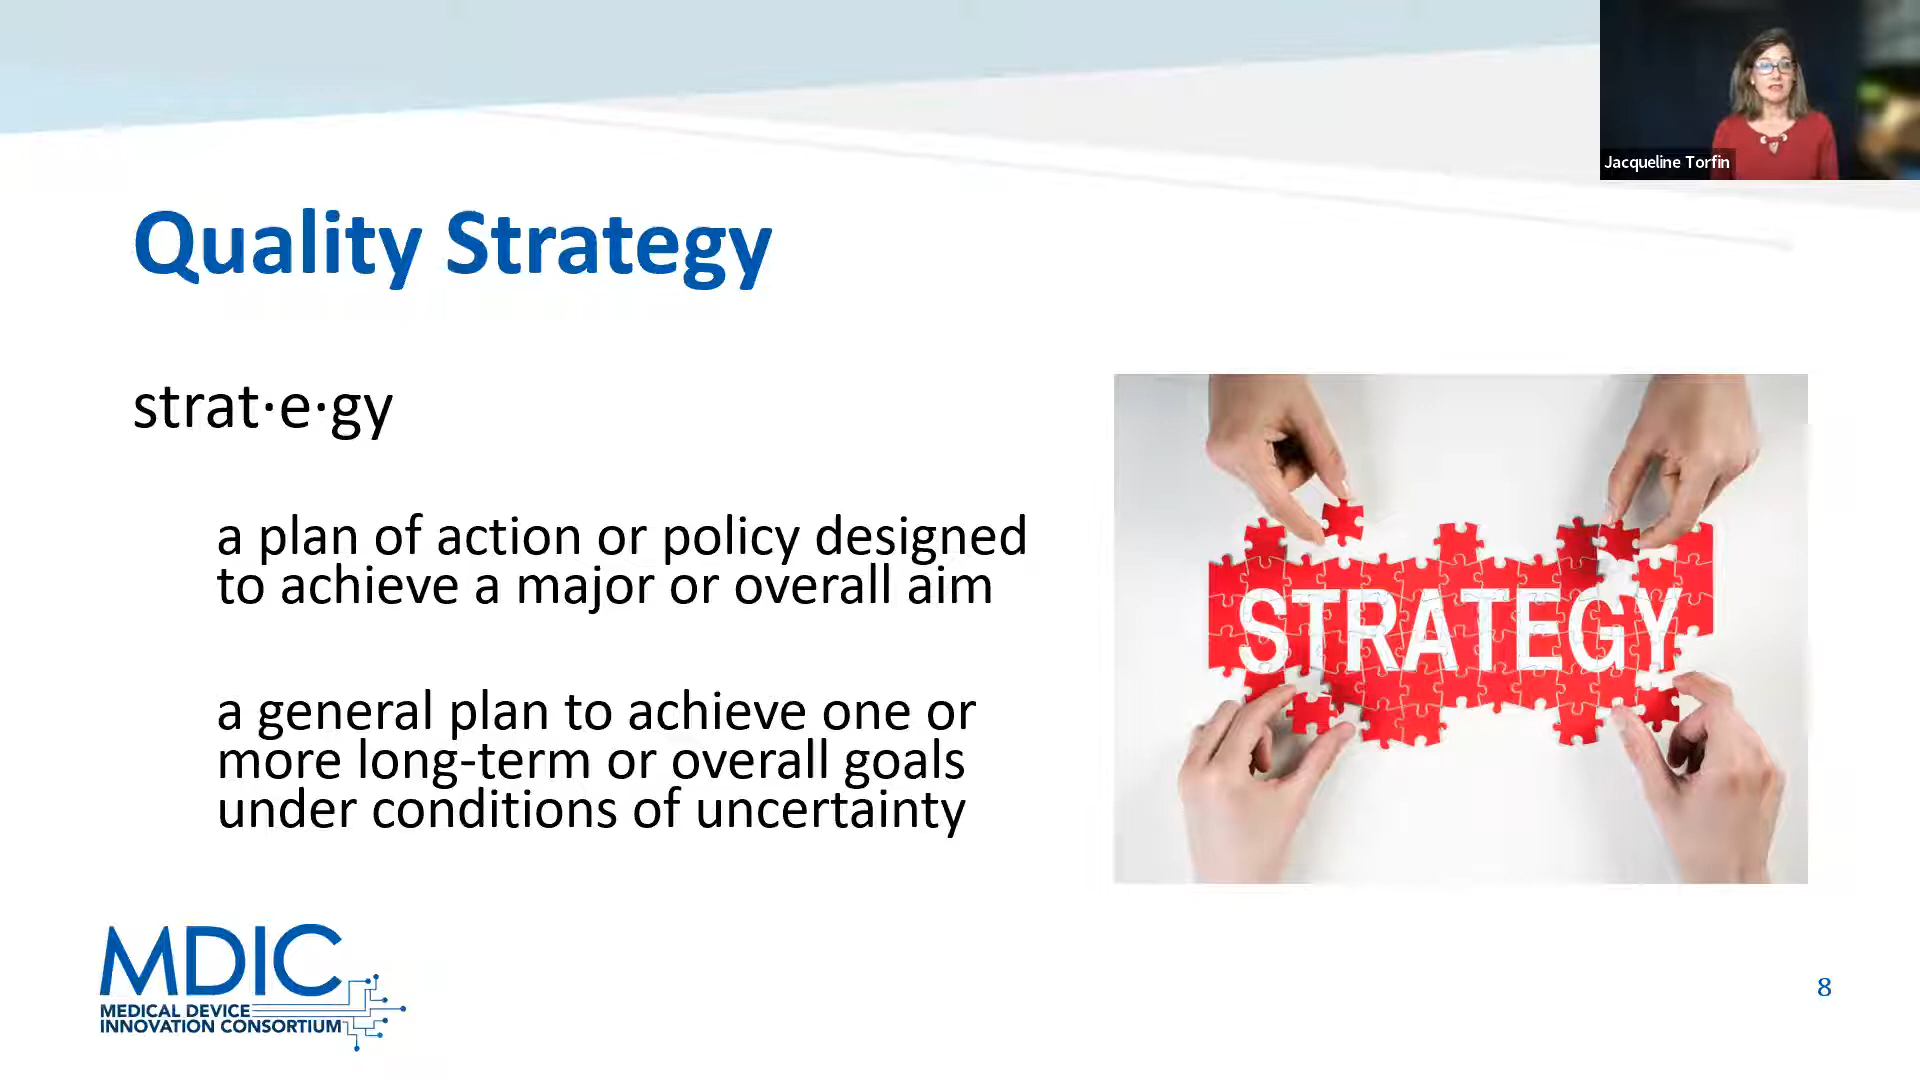 Jacqueline Torfin
Quality Strategy
strat·e·gy
a plan of action or policy designed
to achieve a major or overall aim
a general plan to achieve one or
more long-term or overall goals
under conditions of uncertainty
STRATEGY
MDIC
MEDICAL DEVICE
INNOVATION CONSORTIUM
8